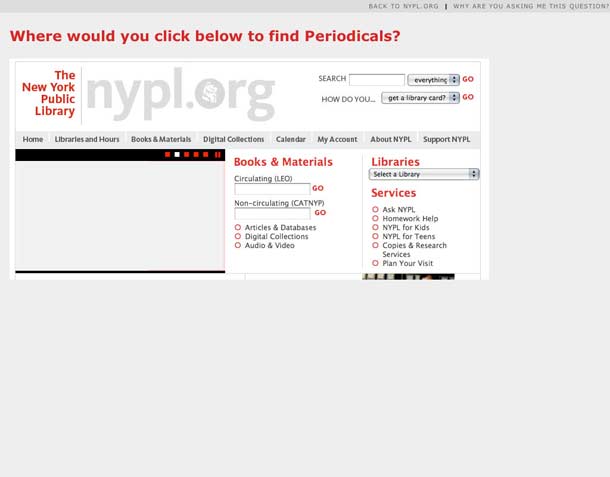 BACK TO NYPL.ORG | WHY ARE YOU ASKING ME THIS QUESTION?
Where would you click below to find Periodicals?
The
New York
Public
Library
nypl.org
SEARCH everything GO
HOW DO YOU... get a library card? GO
Home Libraries and Hours Books & Materials Digital Collections Calendar My Account About NYPL Support NYPL
Books & Materials
Circulating (LEO)
GO
Non-circulating (CATNYP)
GO
Articles & Databases
Digital Collections
Audio & Video
Libraries
Select a Library
Services
Ask NYPL
Homework Help
NYPL for Kids
NYPL for Teens
Copies & Research
Services
Plan Your Visit